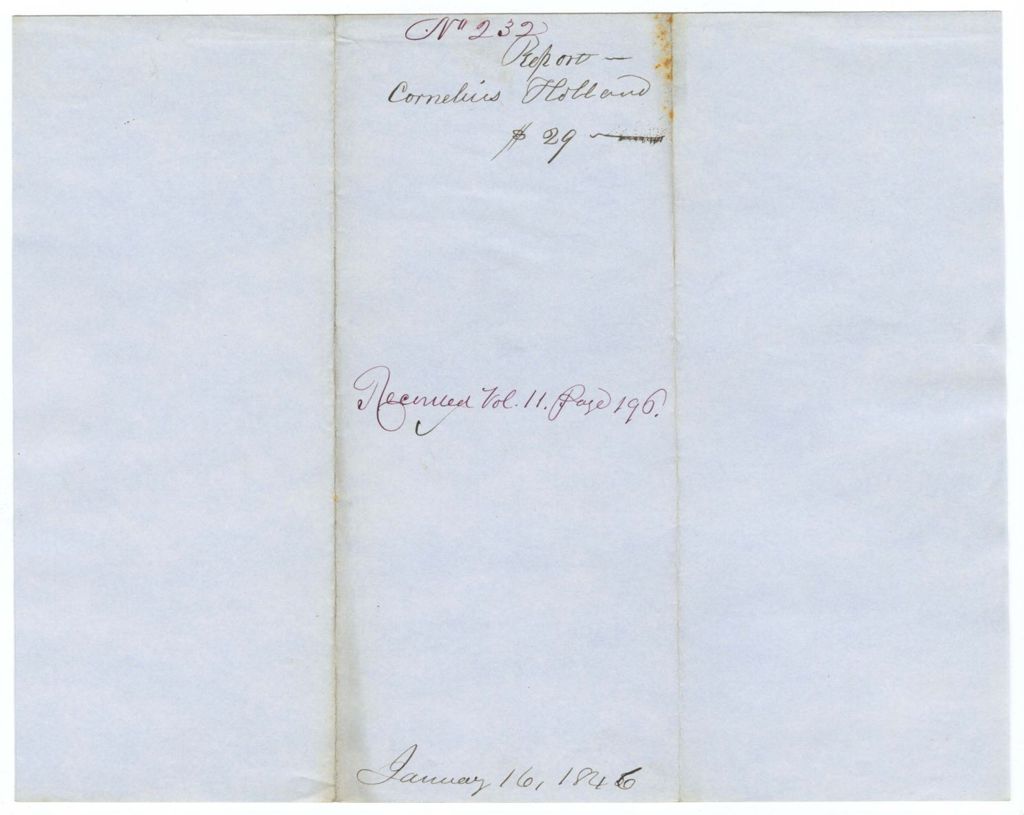 No 232
Report —
Cornelius Holland
$ 29 —
Recorded Vol. 11. Page 196.
January 16, 1846